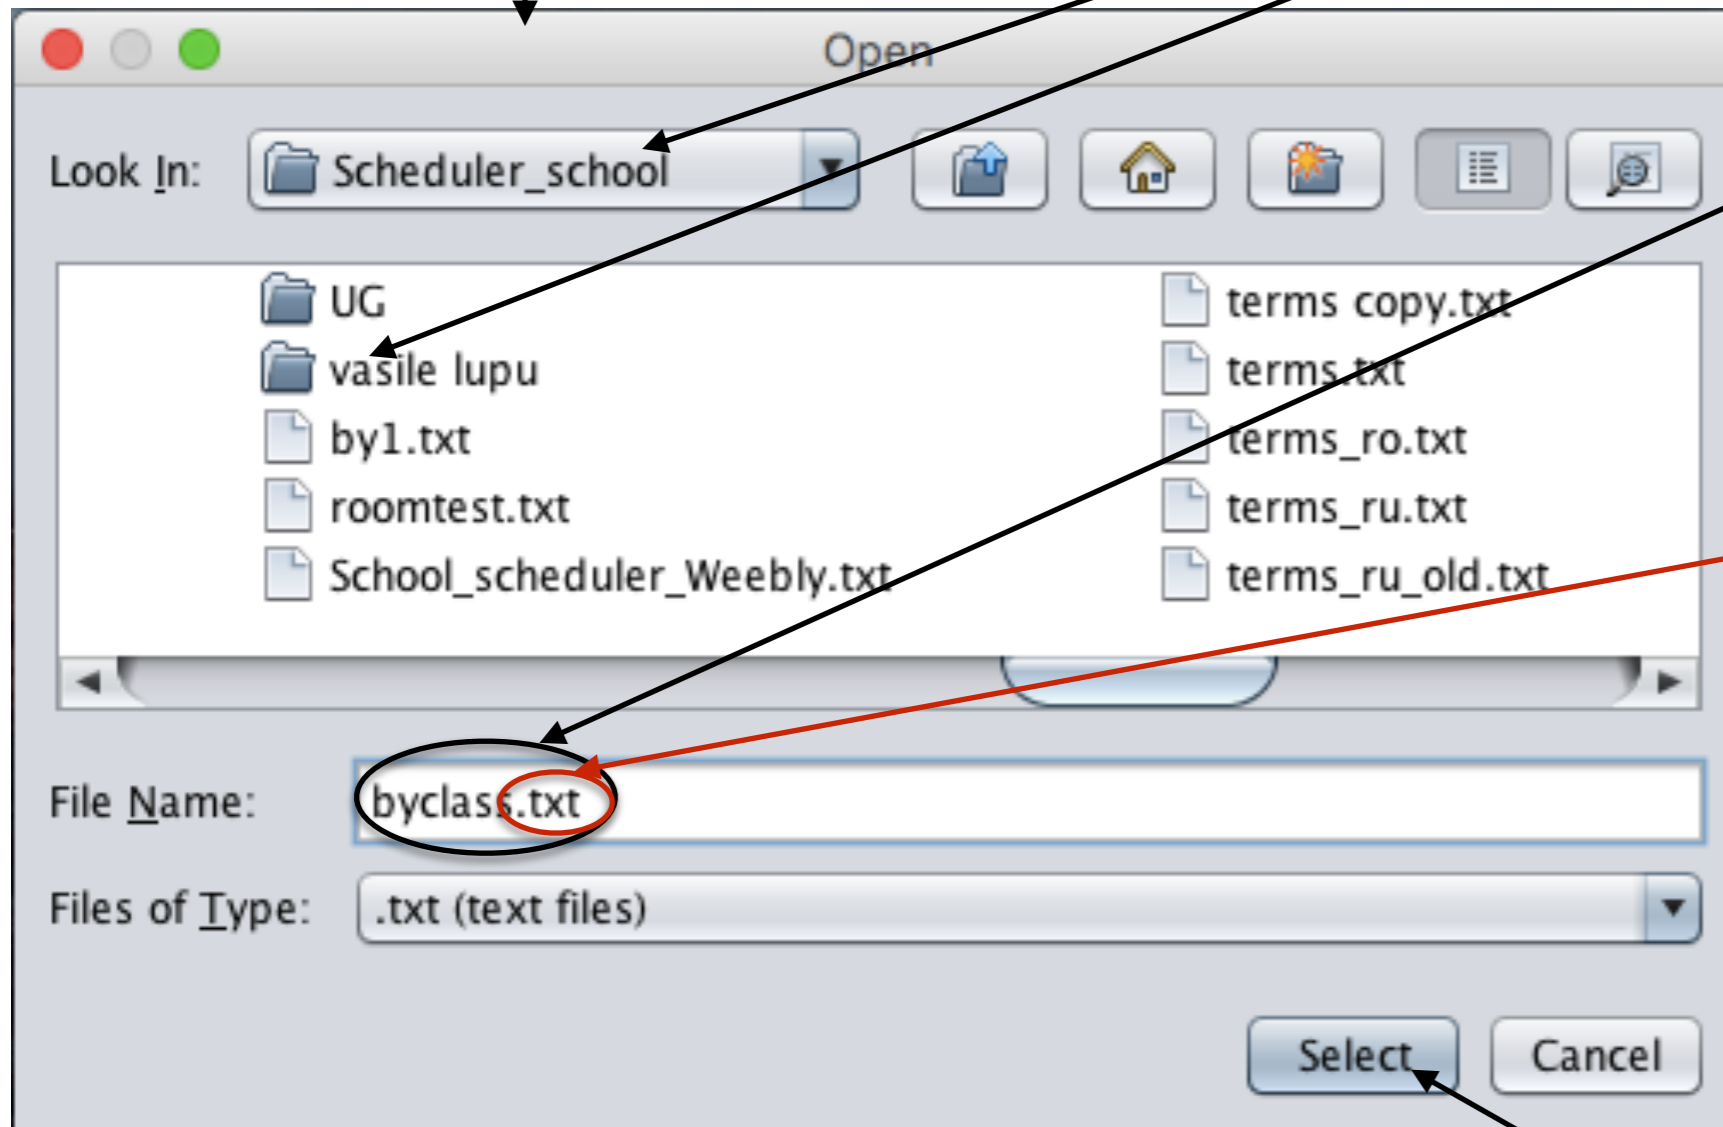 Open
Look In: Scheduler_school
UG
vasile lupu
by1.txt
roomtest.txt
School_scheduler_Weebly.txt
terms copy.txt
terms.txt
terms_ro.txt
terms_ru.txt
terms_ru_old.txt
File Name: byclass.txt
Files of Type: .txt (text files)
Select Cancel